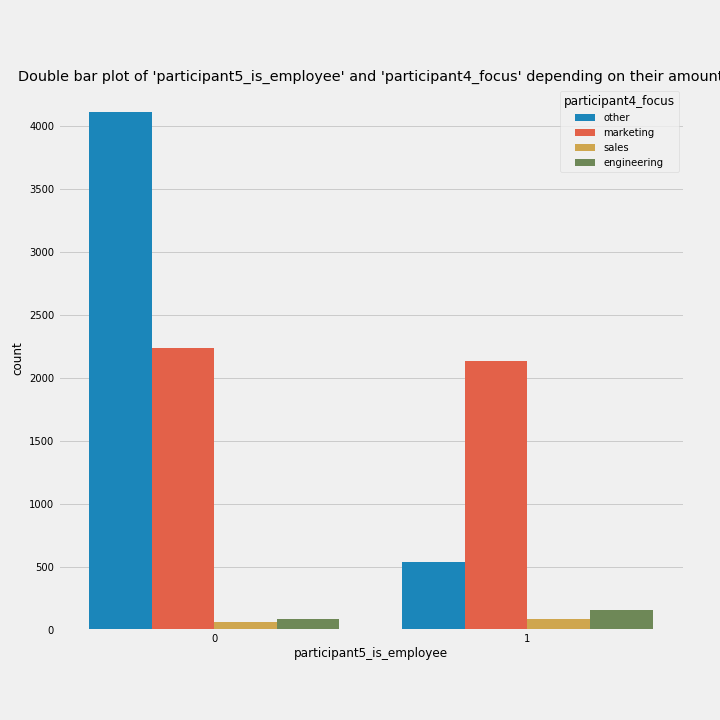 Double bar plot of 'participant5_is_employee' and 'participant4_focus' depending on their amount
participant4_focus
other
marketing
sales
engineering
4000
3500
3000
2500
2000
1500
1000
500
0
count
0 1
participant5_is_employee